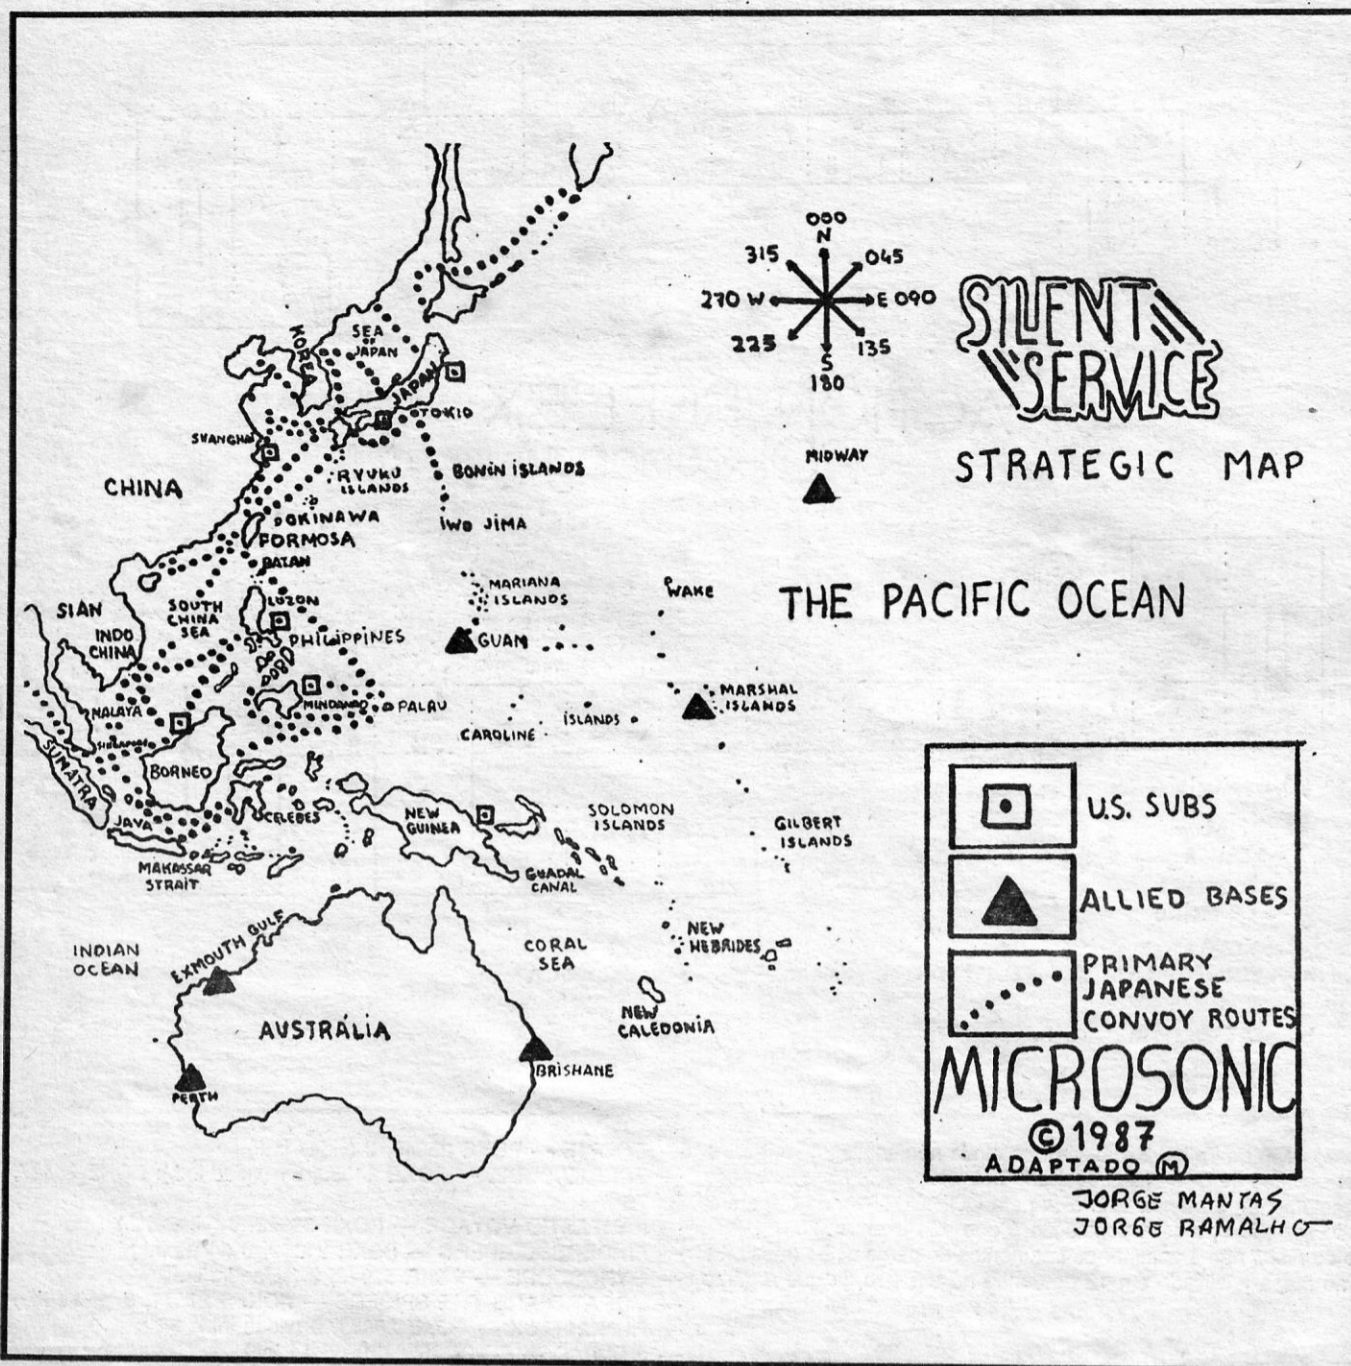 000
N
315
045
270 W
E 090
225
135
S
180
SILENT
SERVICE
STRATEGIC MAP
KOREA
SEA
OF
JAPAN
JAPAN
TOKIO
SHANGHAI
MIDWAY
CHINA
RYUKU
ISLANDS
BONIN ISLANDS
OKINAWA
IWO JIMA
FORMOSA
BATAN
MARIANA
ISLANDS
WAKE
THE PACIFIC OCEAN
SIÁN
SOUTH
CHINA
SEA
LUZON
INDO
CHINA
PHILIPPINES
GUAM
MALAYA
MINDANAO
PALAU
MARSHAL
ISLANDS
CAROLINE
ISLANDS
SINGAPORE
SUMATRA
BORNEO
JAVA
CELEBES
NEW
GUINEA
SOLOMON
ISLANDS
GILBERT
ISLANDS
MAKASSAR
STRAIT
GUADAL
CANAL
INDIAN
OCEAN
EXMOUTH GULF
CORAL
SEA
NEW
HEBRIDES
AUSTRÁLIA
NEW
CALEDONIA
PERTH
BRISHANE
U.S. SUBS
ALLIED BASES
PRIMARY
JAPANESE
CONVOY ROUTES
MICROSONIC
© 1987
ADAPTADO M
JORGE MANTAS
JORGE RAMALHO